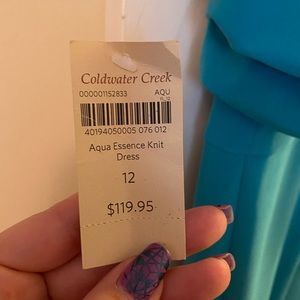 Coldwater Creek
000001152833 AQU
40194050005 076 012
Aqua Essence Knit
Dress
12
$119.95